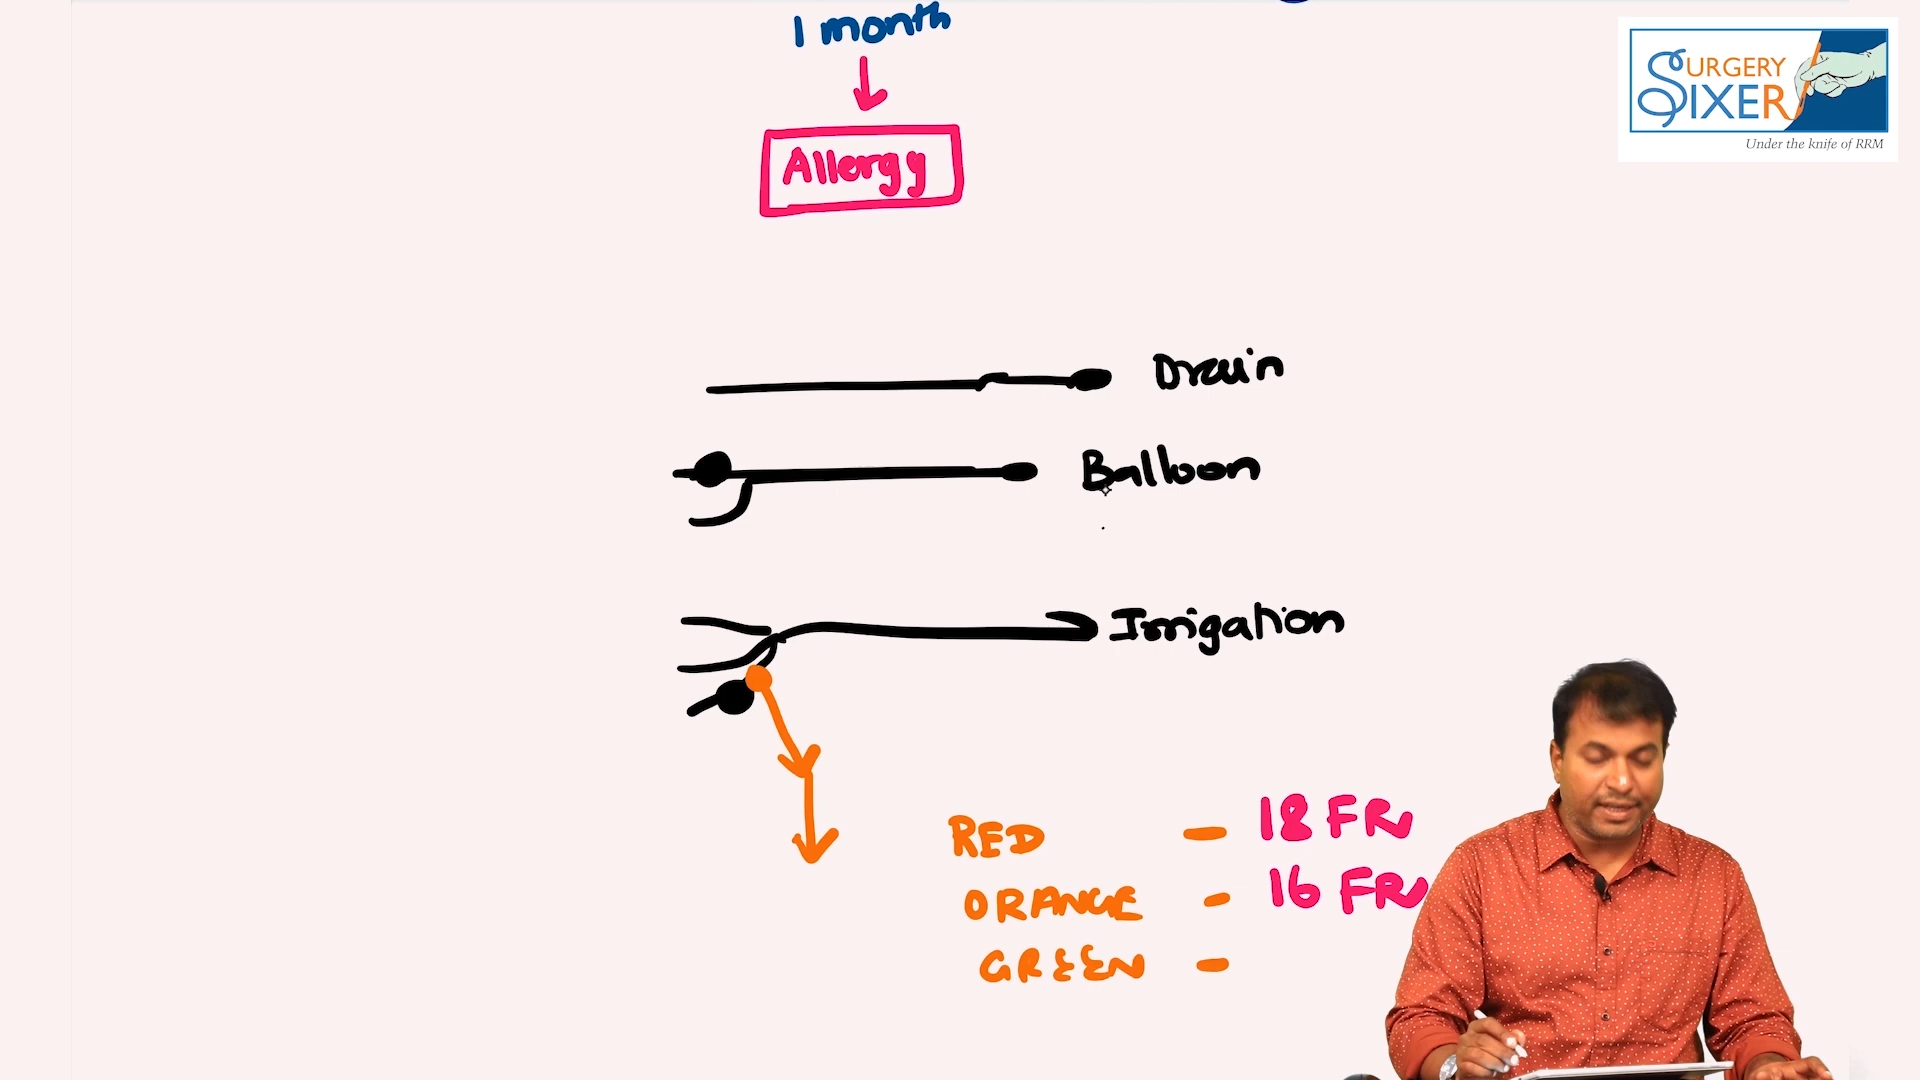 1 month
Allergy
SURGERY
SIXER
Under the knife of RRM
Drain
Balloon
Irrigation
RED - 18 FR
ORANGE - 16 FR
GREEN -